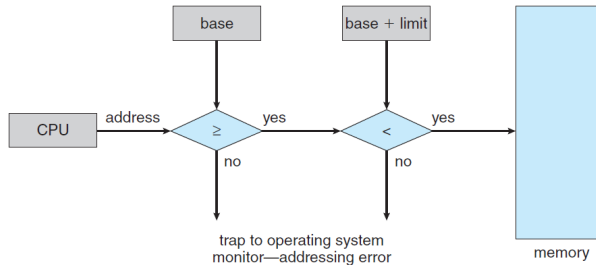 base
base + limit
CPU
address
≥
yes
<
yes
no
no
trap to operating system
monitor—addressing error
memory